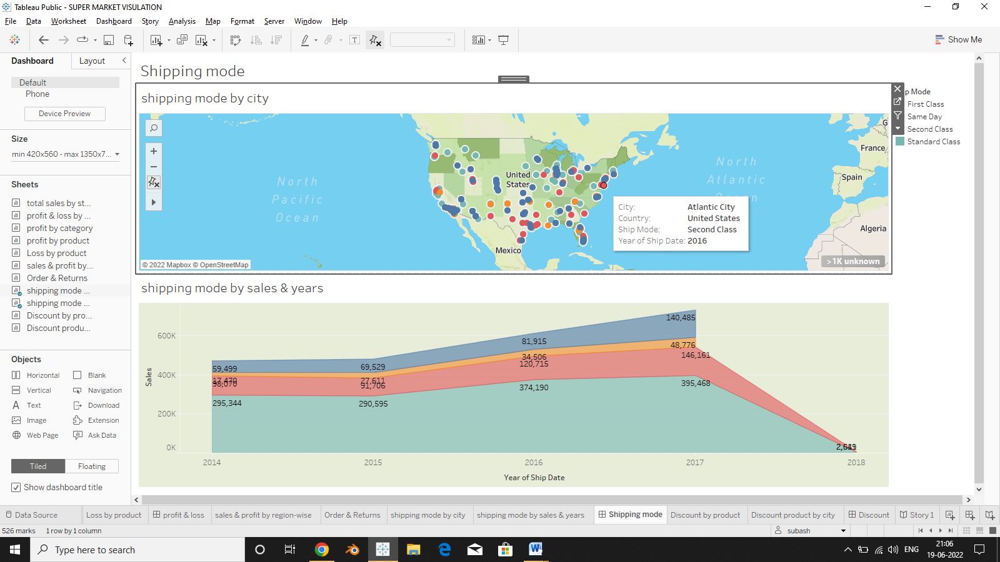 Tableau Public - SUPER MARKET VISULATION
File Data Worksheet Dashboard Story Analysis Map Format Server Window Help
Show Me
Dashboard Layout
Default
Phone
Device Preview
Size
min 420x560 - max 1350x7...
Sheets
total sales by st...
profit & loss by ...
profit by category
profit by product
Loss by product
sales & profit by...
Order & Returns
shipping mode ...
shipping mode ...
Discount by pro...
Discount produ...
Objects
Horizontal Blank
Vertical Navigation
Text Download
Image Extension
Web Page Ask Data
Tiled Floating
Show dashboard title
Shipping mode
shipping mode by city
North
Pacific
Ocean
United
States
Mexico
North
Atlantic
France
Spain
Algeria
City: Atlantic City
Country: United States
Ship Mode: Second Class
Year of Ship Date: 2016
© 2022 Mapbox © OpenStreetMap
>1K unknown
p Mode
First Class
Same Day
Second Class
Standard Class
shipping mode by sales & years
Sales
600K
400K
200K
0K
59,499
17,470
98,070
295,344
69,529
27,611
91,706
290,595
81,915
34,506
120,715
374,190
140,485
48,776
146,161
395,468
2014 2015 2016 2017 2018
Year of Ship Date
Data Source Loss by product profit & loss sales & profit by region-wise Order & Returns shipping mode by city shipping mode by sales & years Shipping mode Discount by product Discount product by city Discount Story 1
526 marks 1 row by 1 column subash
Type here to search
ENG
21:06
19-06-2022